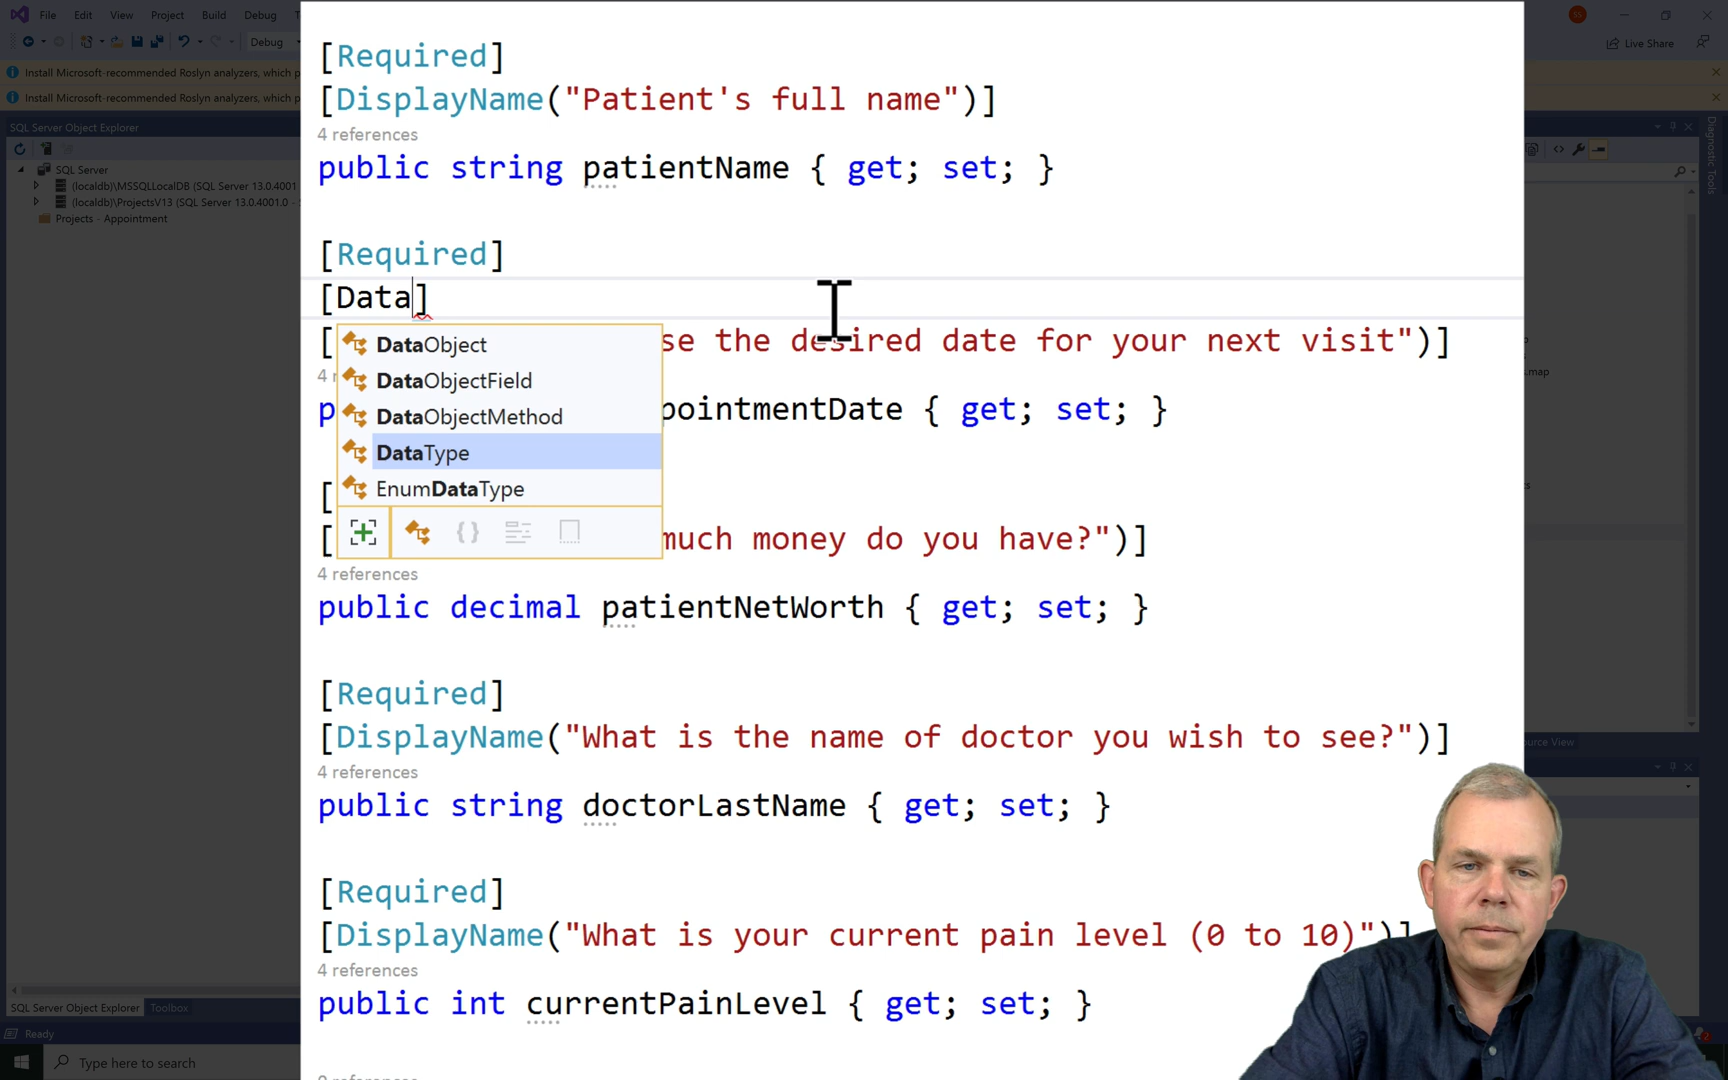 File Edit View Project Build Debug
Debug
Live Share
Install Microsoft-recommended Roslyn analyzers, which p
Install Microsoft-recommended Roslyn analyzers, which p
SQL Server Object Explorer
SQL Server
(localdb)\MSSQLLocalDB (SQL Server 13.0.4001
(localdb)\ProjectsV13 (SQL Server 13.0.4001.0 - S
Projects - Appointment
[Required]
[DisplayName("Patient's full name")]
4 references
public string patientName { get; set; }
[Required]
[Data]
[ se the desired date for your next visit")]
4 r
p pointmentDate { get; set; }
DataObject
DataObjectField
DataObjectMethod
DataType
EnumDataType
[
[ much money do you have?")]
4 references
public decimal patientNetWorth { get; set; }
[Required]
[DisplayName("What is the name of doctor you wish to see?")]
4 references
public string doctorLastName { get; set; }
[Required]
[DisplayName("What is your current pain level (0 to 10)")]
4 references
public int currentPainLevel { get; set; }
Diagnostic Tools
SQL Server Object Explorer Toolbox
Ready
Type here to search